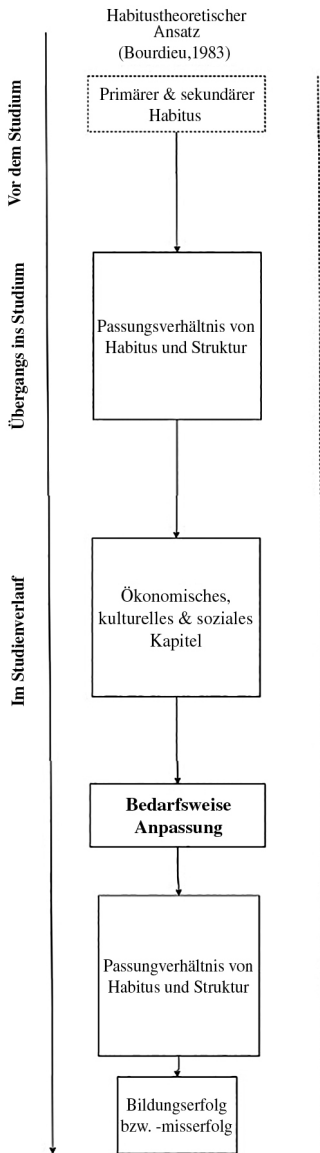 Habitustheoretischer
Ansatz
(Bourdieu,1983)
Vor dem Studium
Primärer & sekundärer
Habitus
Übergangs ins Studium
Passungsverhältnis von
Habitus und Struktur
Im Studienverlauf
Ökonomisches,
kulturelles & soziales
Kapitel
Bedarfsweise
Anpassung
Passungverhältnis von
Habitus und Struktur
Bildungserfolg
bzw. -misserfolg